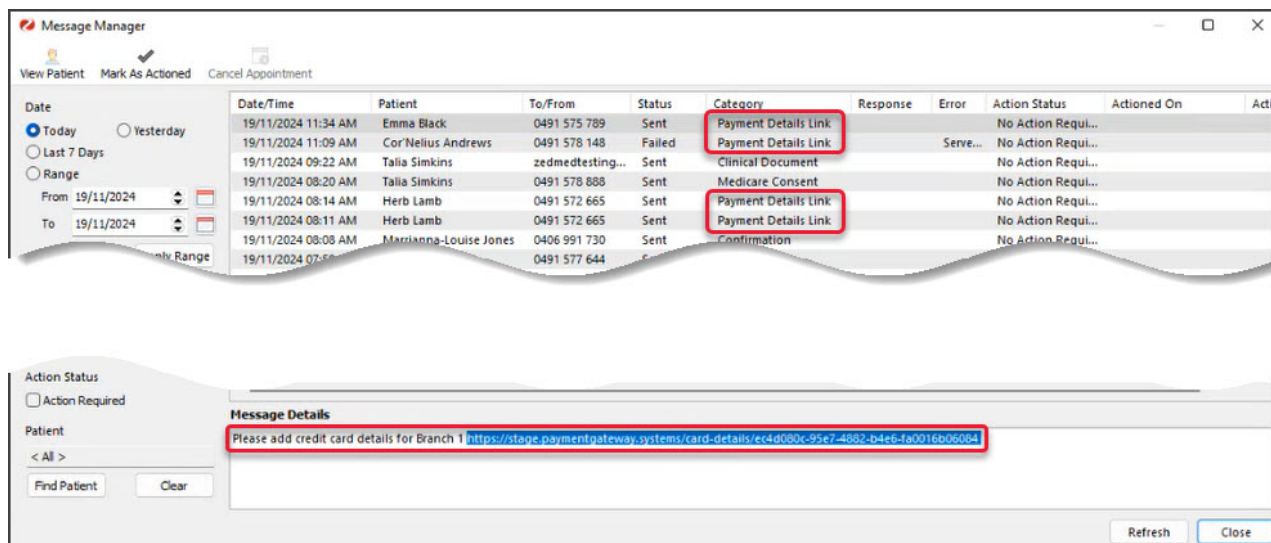 Message Manager
View Patient Mark As Actioned Cancel Appointment
Date
Today Yesterday
Last 7 Days
Range
From 19/11/2024
To 19/11/2024
Range
Date/Time Patient To/From Status Category Response Error Action Status Actioned On Acti
19/11/2024 11:34 AM Emma Black 0491 575 789 Sent Payment Details Link No Action Requi...
19/11/2024 11:09 AM Cor'Nelius Andrews 0491 578 148 Failed Payment Details Link Serve... No Action Requi...
19/11/2024 09:22 AM Talia Simkins zedmedtesting... Sent Clinical Document No Action Requi...
19/11/2024 08:20 AM Talia Simkins 0491 578 888 Sent Medicare Consent No Action Requi...
19/11/2024 08:14 AM Herb Lamb 0491 572 665 Sent Payment Details Link No Action Requi...
19/11/2024 08:11 AM Herb Lamb 0491 572 665 Sent Payment Details Link No Action Requi...
19/11/2024 08:08 AM Marrianna-Louise Jones 0406 991 730 Sent Confirmation No Action Requi...
19/11/2024 0491 577 644
Action Status
Action Required
Patient
< All >
Find Patient Clear
Message Details
Please add credit card details for Branch 1 https://stage.paymentgateway.systems/card-details/ec4d080c-95e7-4882-b4e6-fa0016b06084
Refresh Close